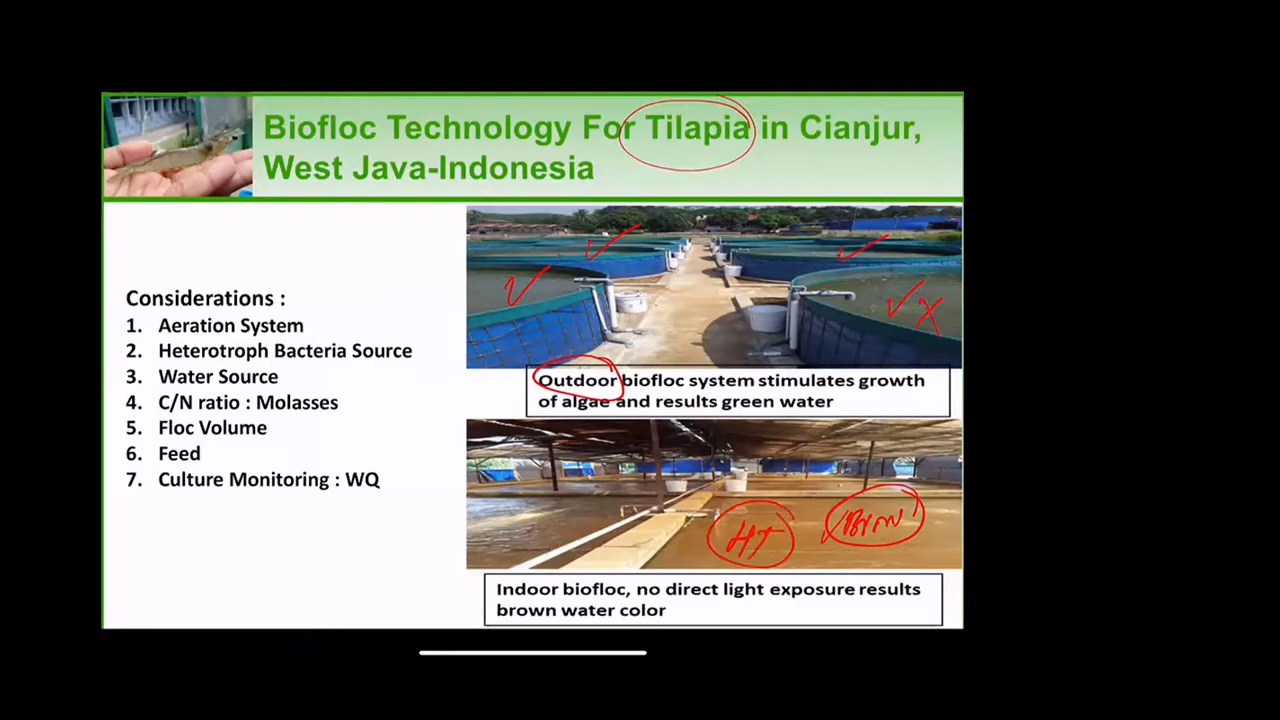 Biofloc Technology For Tilapia in Cianjur,
West Java-Indonesia
Considerations :
1. Aeration System
2. Heterotroph Bacteria Source
3. Water Source
4. C/N ratio : Molasses
5. Floc Volume
6. Feed
7. Culture Monitoring : WQ
Outdoor biofloc system stimulates growth
of algae and results green water
Indoor biofloc, no direct light exposure results
brown water color